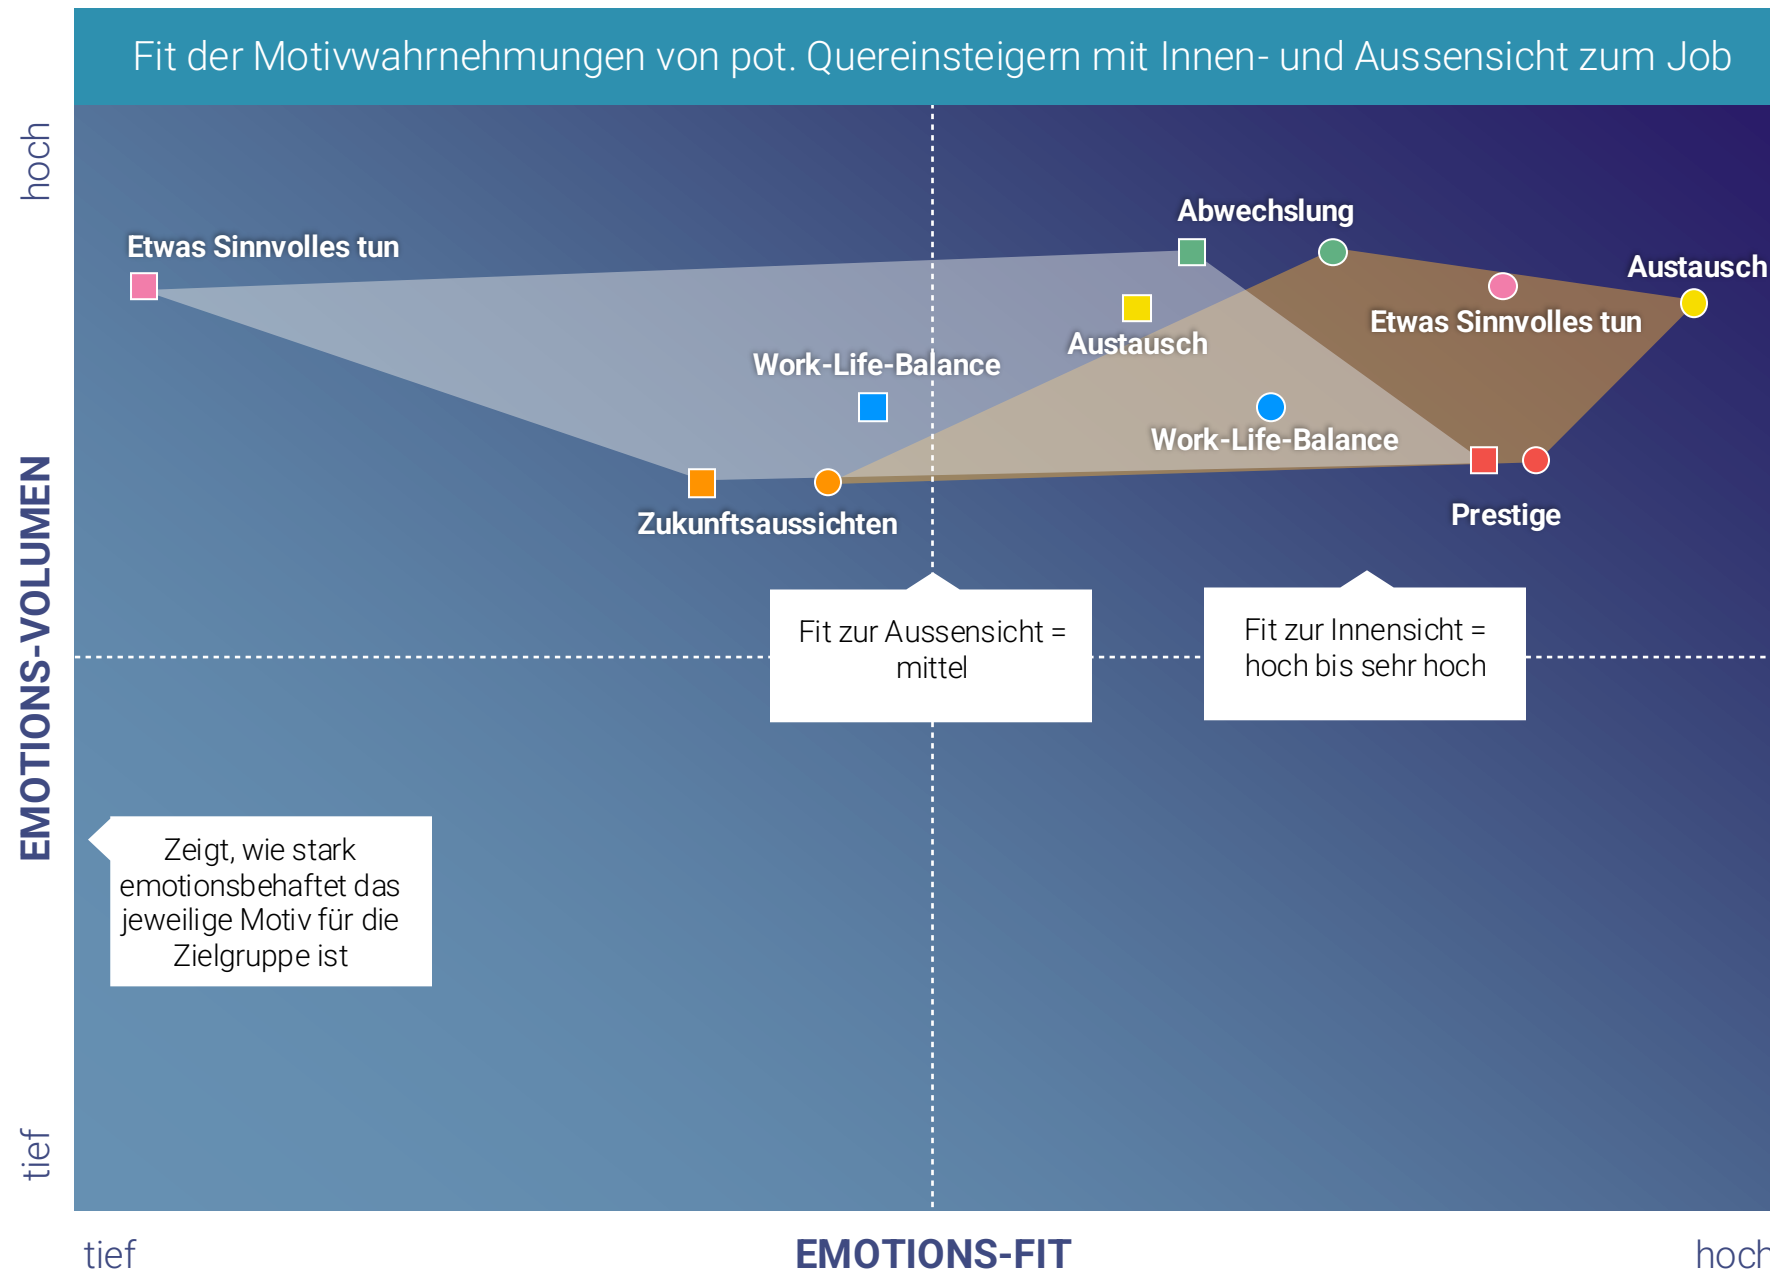 Fit der Motivwahrnehmungen von pot. Quereinsteigern mit Innen- und Aussensicht zum Job
hoch
Abwechslung
Etwas Sinnvolles tun
Austausch
Etwas Sinnvolles tun
Austausch
Work-Life-Balance
Work-Life-Balance
Prestige
Zukunftsaussichten
EMOTIONS-VOLUMEN
Fit zur Aussensicht =
mittel
Fit zur Innensicht =
hoch bis sehr hoch
Zeigt, wie stark
emotionsbehaftet das
jeweilige Motiv für die
Zielgruppe ist
tief
tief
EMOTIONS-FIT
hoch